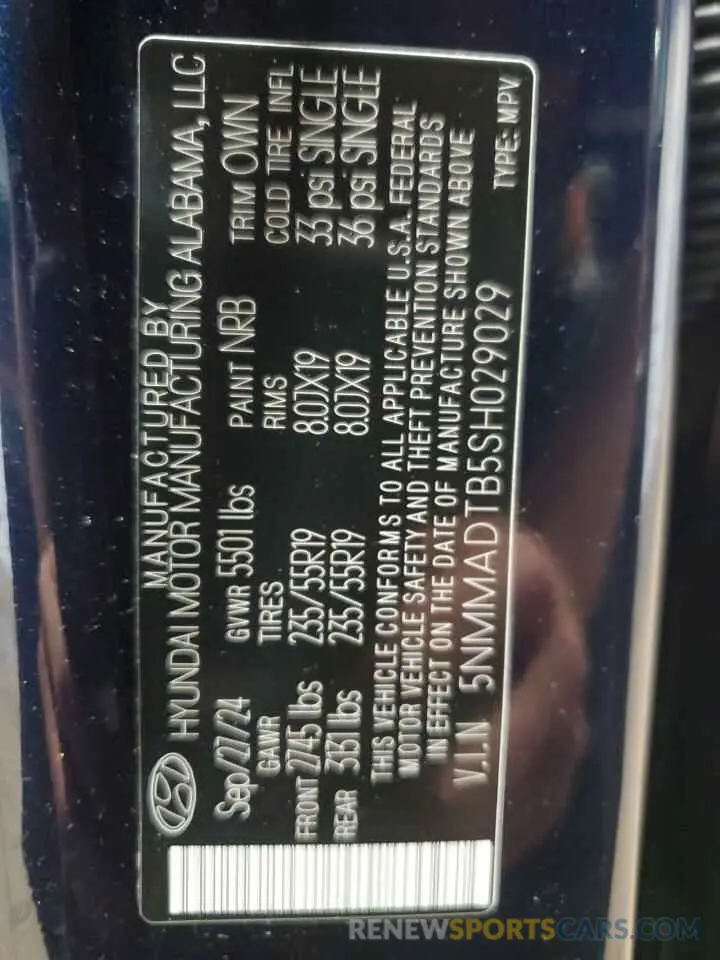 MANUFACTURED BY
HYUNDAI MOTOR MANUFACTURING ALABAMA, LLC
Sep/27/24 GVWR 5501 lbs PAINT NRB TRIM OWN
GAWR TIRES RIMS COLD TIRE INFL
FRONT 2745 lbs 235/55R19 8.0JX19 33 psi SINGLE
REAR 3311bs 235/55R19 8.0JX19 36 psi SINGLE
THIS VEHICLE CONFORMS TO ALL APPLICABLE U.S.A. FEDERAL
MOTOR VEHICLE SAFETY AND THEFT PREVENTION STANDARDS
IN EFFECT ON THE DATE OF MANUFACTURE SHOWN ABOVE
V.I.N 5NMMADTB5SH029029 TYPE: MPV
RENEWSPORTSCARS.COM